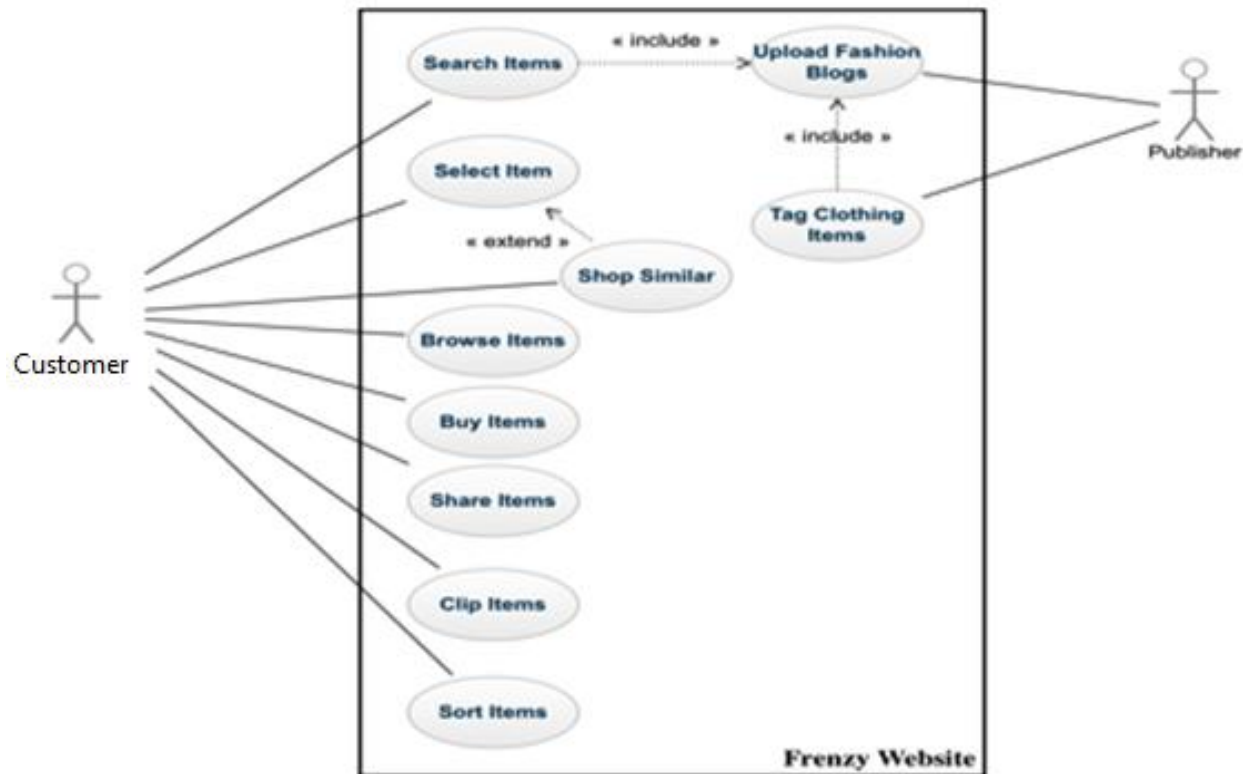 Search Items
« include »
Upload Fashion
Blogs
« include »
Publisher
Select Item
Tag Clothing
Items
« extend »
Shop Similar
Customer
Browse Items
Buy Items
Share Items
Clip Items
Sort Items
Frenzy Website